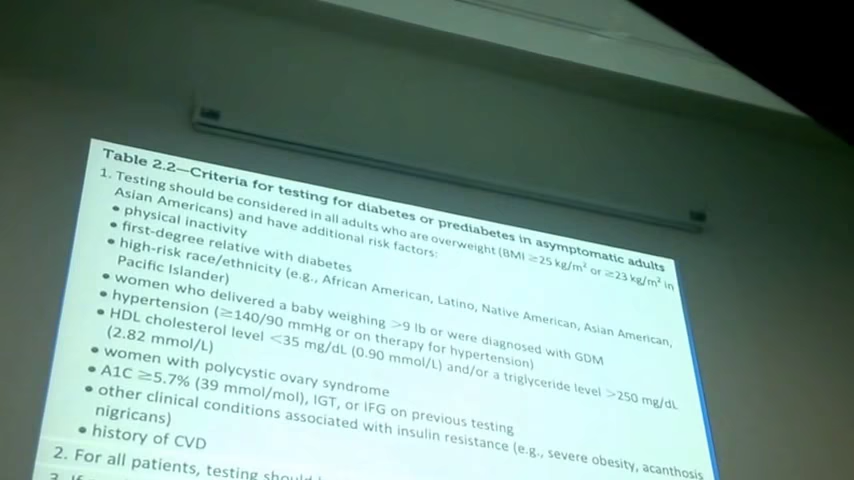 Table 2.2—Criteria for testing for diabetes or prediabetes in asymptomatic adults
1. Testing should be considered in all adults who are overweight (BMI ≥25 kg/m² or ≥23 kg/m² in
Asian Americans) and have additional risk factors:
• physical inactivity
• first-degree relative with diabetes
• high-risk race/ethnicity (e.g., African American, Latino, Native American, Asian American,
Pacific Islander)
• women who delivered a baby weighing >9 lb or were diagnosed with GDM
• hypertension (≥140/90 mmHg or on therapy for hypertension)
• HDL cholesterol level <35 mg/dL (0.90 mmol/L) and/or a triglyceride level >250 mg/dL
(2.82 mmol/L)
• women with polycystic ovary syndrome
• A1C ≥5.7% (39 mmol/mol), IGT, or IFG on previous testing
• other clinical conditions associated with insulin resistance (e.g., severe obesity, acanthosis
nigricans)
• history of CVD
2. For all patients, testing should
3. If